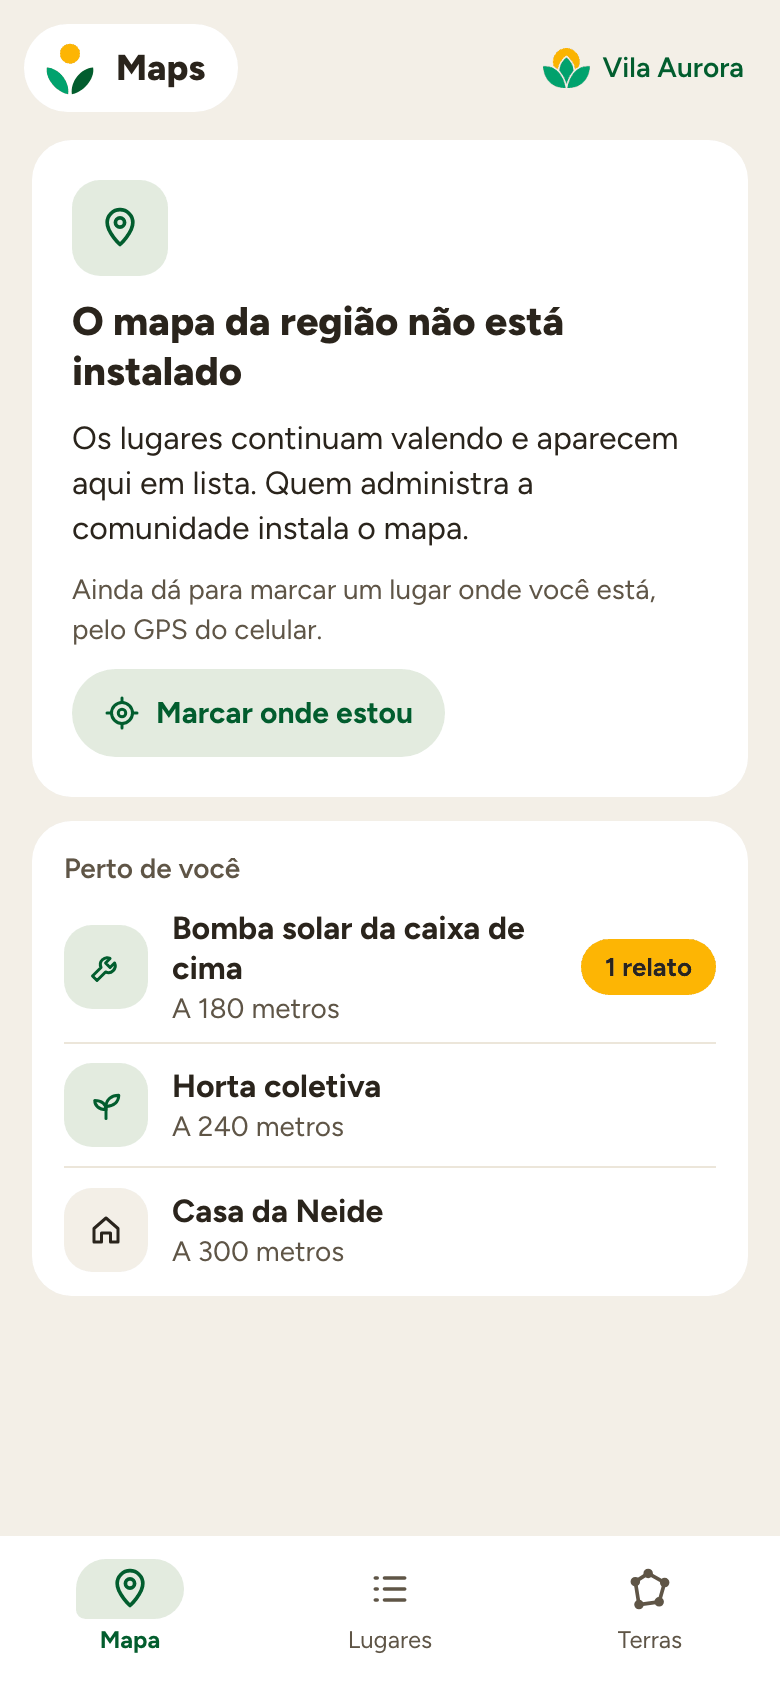 Maps
Vila Aurora
O mapa da região não está
instalado
Os lugares continuam valendo e aparecem
aqui em lista. Quem administra a
comunidade instala o mapa.
Ainda dá para marcar um lugar onde você está,
pelo GPS do celular.
Marcar onde estou
Perto de você
Bomba solar da caixa de
cima
A 180 metros
1 relato
Horta coletiva
A 240 metros
Casa da Neide
A 300 metros
Mapa
Lugares
Terras